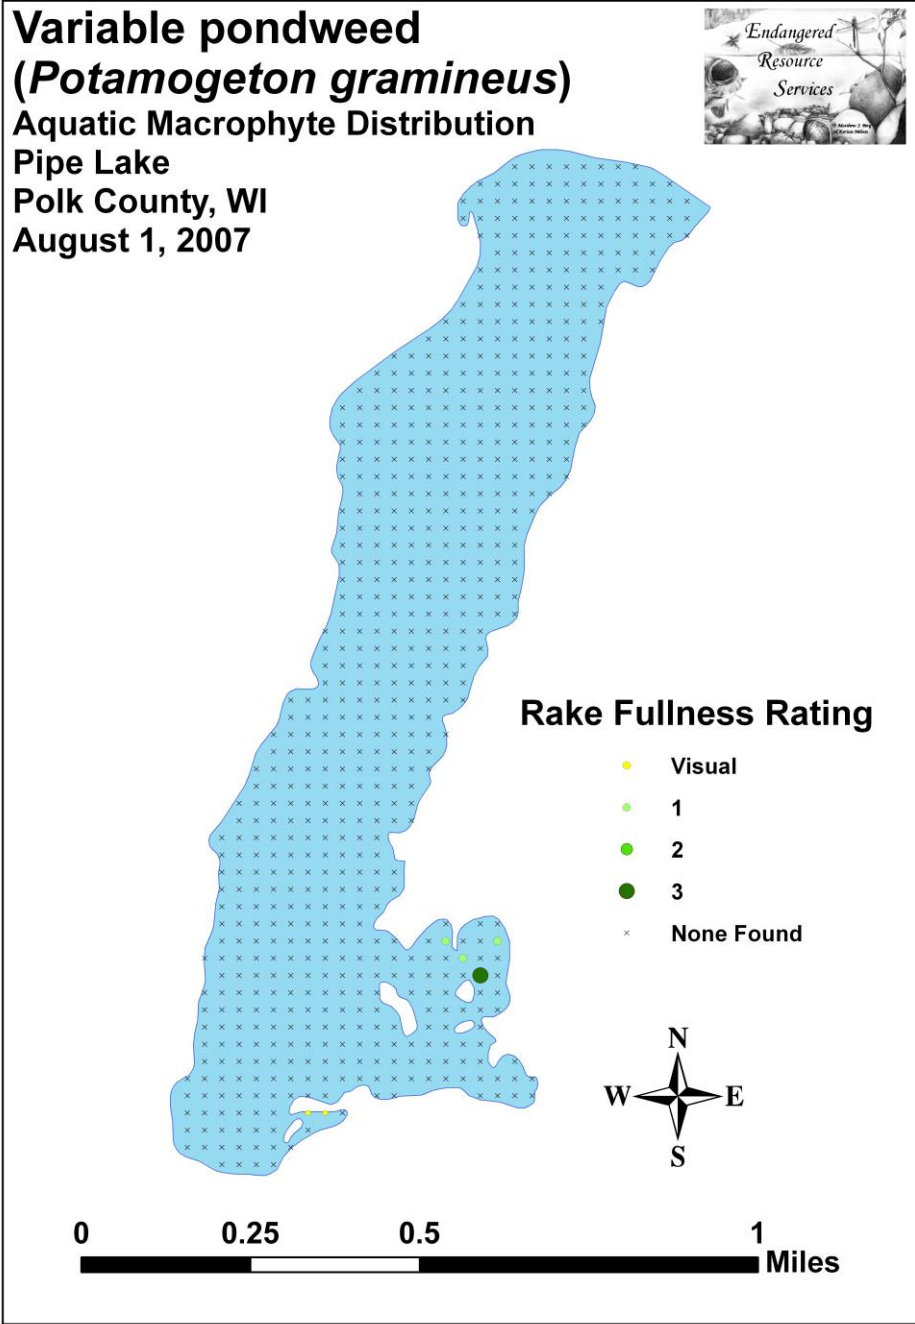 Variable pondweed
(Potamogeton gramineus)
Aquatic Macrophyte Distribution
Pipe Lake
Polk County, WI
August 1, 2007
Endangered
Resource
Services
Rake Fullness Rating
Visual
1
2
3
None Found
N
W E
S
0 0.25 0.5 1
Miles